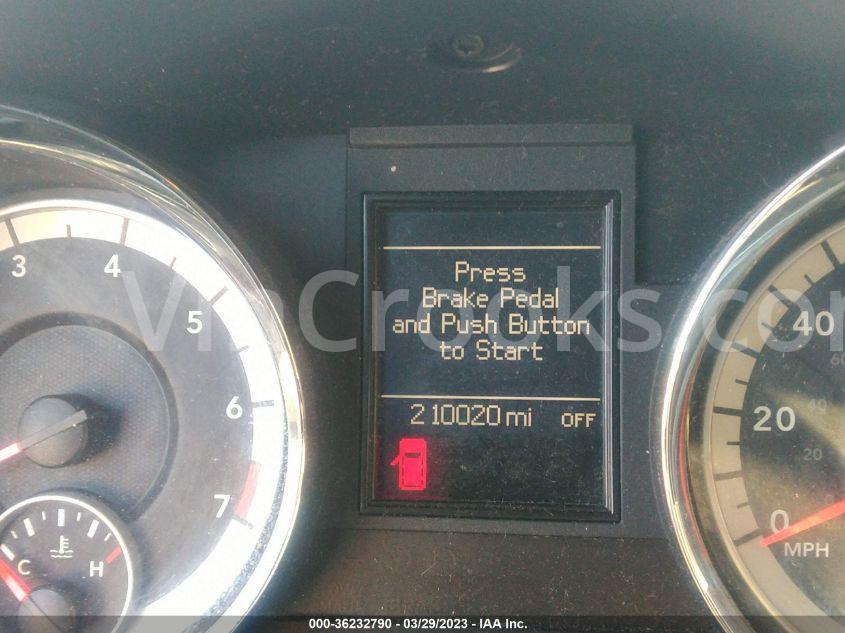 3
4
5
6
7
C
H
Press
Brake Pedal
and Push Button
to Start
210020 mi OFF
40
20
20
0
MPH
VinCrooks.com
000-36232790 - 03/29/2023 - IAA Inc.